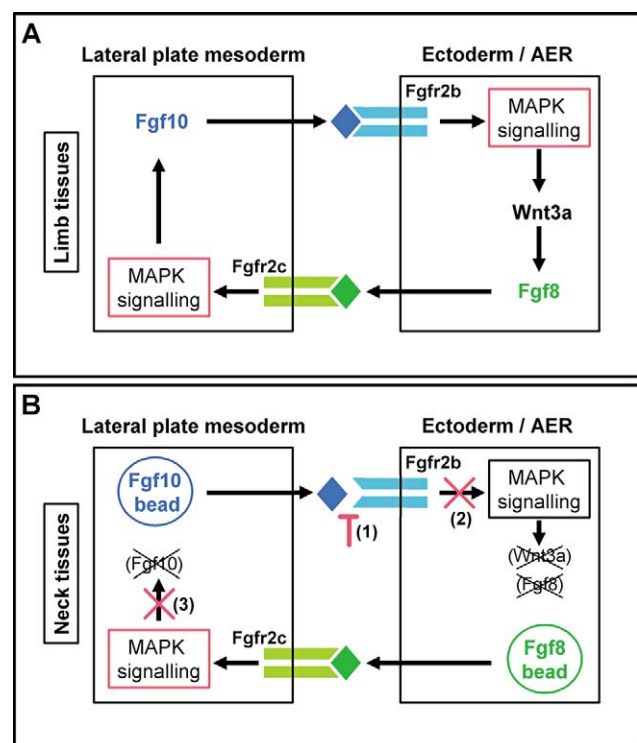 A
Lateral plate mesoderm
Ectoderm / AER
Limb tissues
Fgf10
Fgfr2b
MAPK
signalling
Wnt3a
Fgf8
Fgfr2c
MAPK
signalling
B
Lateral plate mesoderm
Ectoderm / AER
Neck tissues
Fgf10
bead
Fgfr2b
(1)
(2)
MAPK
signalling
(Wnt3a)
(Fgf8)
(Fgf10)
(3)
MAPK
signalling
Fgfr2c
Fgf8
bead